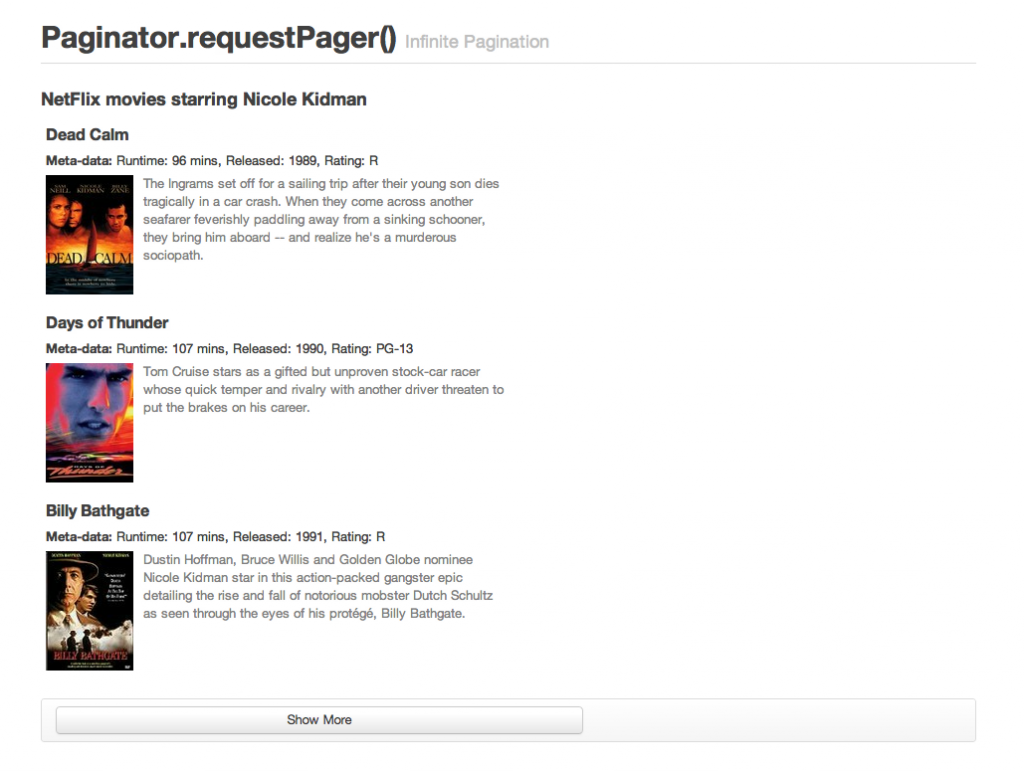 Paginator.requestPager() Infinite Pagination
NetFlix movies starring Nicole Kidman
Dead Calm
Meta-data: Runtime: 96 mins, Released: 1989, Rating: R
The Ingrams set off for a sailing trip after their young son dies
tragically in a car crash. When they come across another
seafarer feverishly paddling away from a sinking schooner,
they bring him aboard -- and realize he's a murderous
sociopath.
SAM NEILL NICOLE KIDMAN BILLY ZANE
DEAD CALM
Days of Thunder
Meta-data: Runtime: 107 mins, Released: 1990, Rating: PG-13
Tom Cruise stars as a gifted but unproven stock-car racer
whose quick temper and rivalry with another driver threaten to
put the brakes on his career.
DAYS OF
Thunder
Billy Bathgate
Meta-data: Runtime: 107 mins, Released: 1991, Rating: R
Dustin Hoffman, Bruce Willis and Golden Globe nominee
Nicole Kidman star in this action-packed gangster epic
detailing the rise and fall of notorious mobster Dutch Schultz
as seen through the eyes of his protégé, Billy Bathgate.
DUSTIN HOFFMAN NICOLE KIDMAN
BILLY BATHGATE
Show More